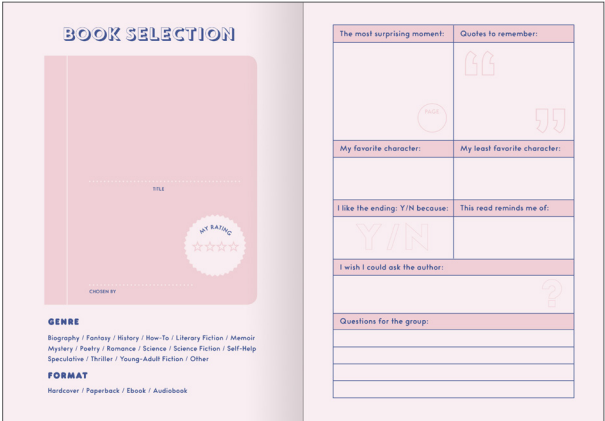 BOOK SELECTION
TITLE
MY RATING
CHOSEN BY
GENRE
Biography / Fantasy / History / How-To / Literary Fiction / Memoir
Mystery / Poetry / Romance / Science / Science Fiction / Self-Help
Speculative / Thriller / Young-Adult Fiction / Other
FORMAT
Hardcover / Paperback / Ebook / Audiobook
The most surprising moment:
Quotes to remember:
“
PAGE
”
My favorite character:
My least favorite character:
I like the ending: Y/N because:
This read reminds me of:
Y/N
I wish I could ask the author:
?
Questions for the group: